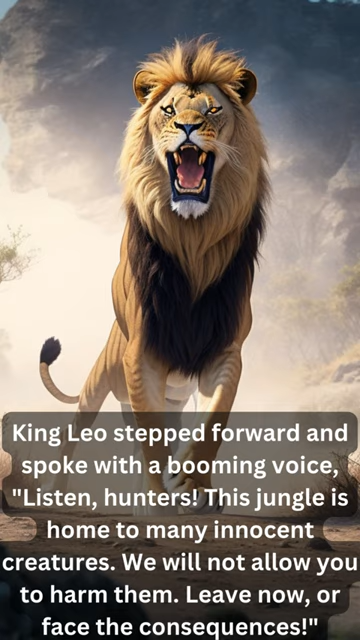 King Leo stepped forward and
spoke with a booming voice,
"Listen, hunters! This jungle is
home to many innocent
creatures. We will not allow you
to harm them. Leave now, or
face the consequences!"